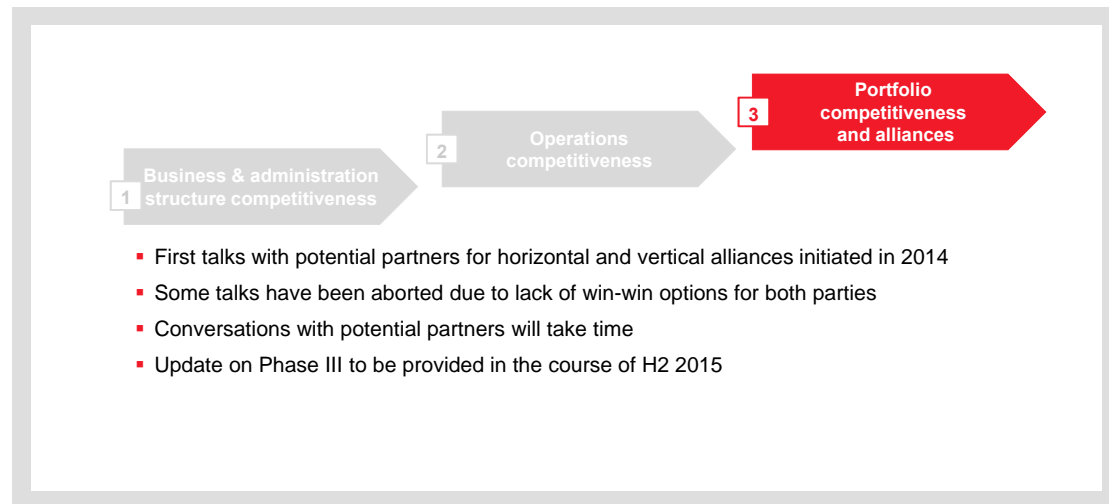 1
Business & administration
structure competitiveness
2
Operations
competitiveness
3
Portfolio
competitiveness
and alliances
▪ First talks with potential partners for horizontal and vertical alliances initiated in 2014
▪ Some talks have been aborted due to lack of win-win options for both parties
▪ Conversations with potential partners will take time
▪ Update on Phase III to be provided in the course of H2 2015